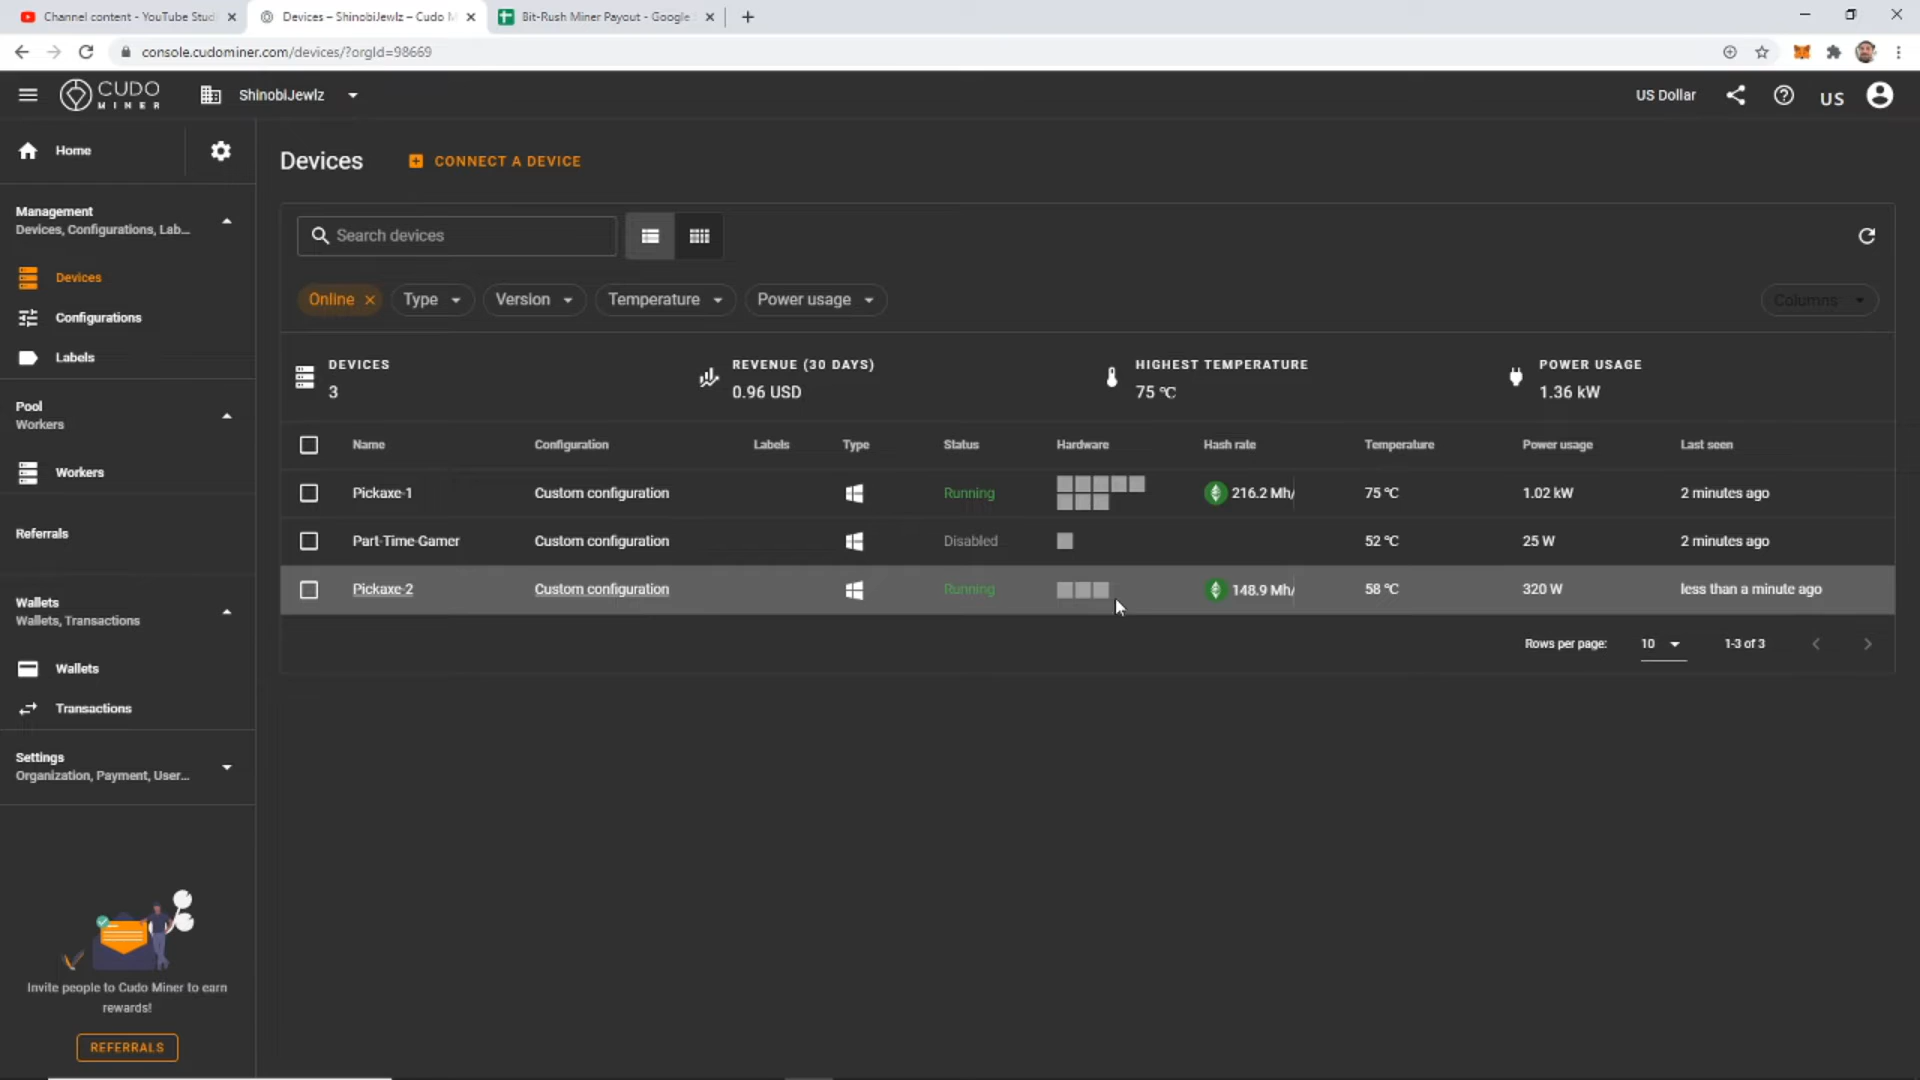 Channel content - YouTube Stud
Devices – ShinobiJewlz – Cudo M
Bit-Rush Miner Payout - Google
console.cudominer.com/devices/?orgId=98669
CUDO
MINER
ShinobiJewlz
US Dollar
US
Home
Management
Devices, Configurations, Lab...
Devices
Configurations
Labels
Pool
Workers
Workers
Referrals
Wallets
Wallets, Transactions
Wallets
Transactions
Settings
Organization, Payment, User...
Invite people to Cudo Miner to earn
rewards!
REFERRALS
Devices
CONNECT A DEVICE
Search devices
Online
Type
Version
Temperature
Power usage
Columns
DEVICES
3
REVENUE (30 DAYS)
0.96 USD
HIGHEST TEMPERATURE
75 °C
POWER USAGE
1.36 kW
Name Configuration Labels Type Status Hardware Hash rate Temperature Power usage Last seen
Pickaxe-1 Custom configuration Running 216.2 Mh/ 75 °C 1.02 kW 2 minutes ago
Part-Time-Gamer Custom configuration Disabled 52 °C 25 W 2 minutes ago
Pickaxe-2 Custom configuration Running 148.9 Mh/ 58 °C 320 W less than a minute ago
Rows per page: 10 1-3 of 3